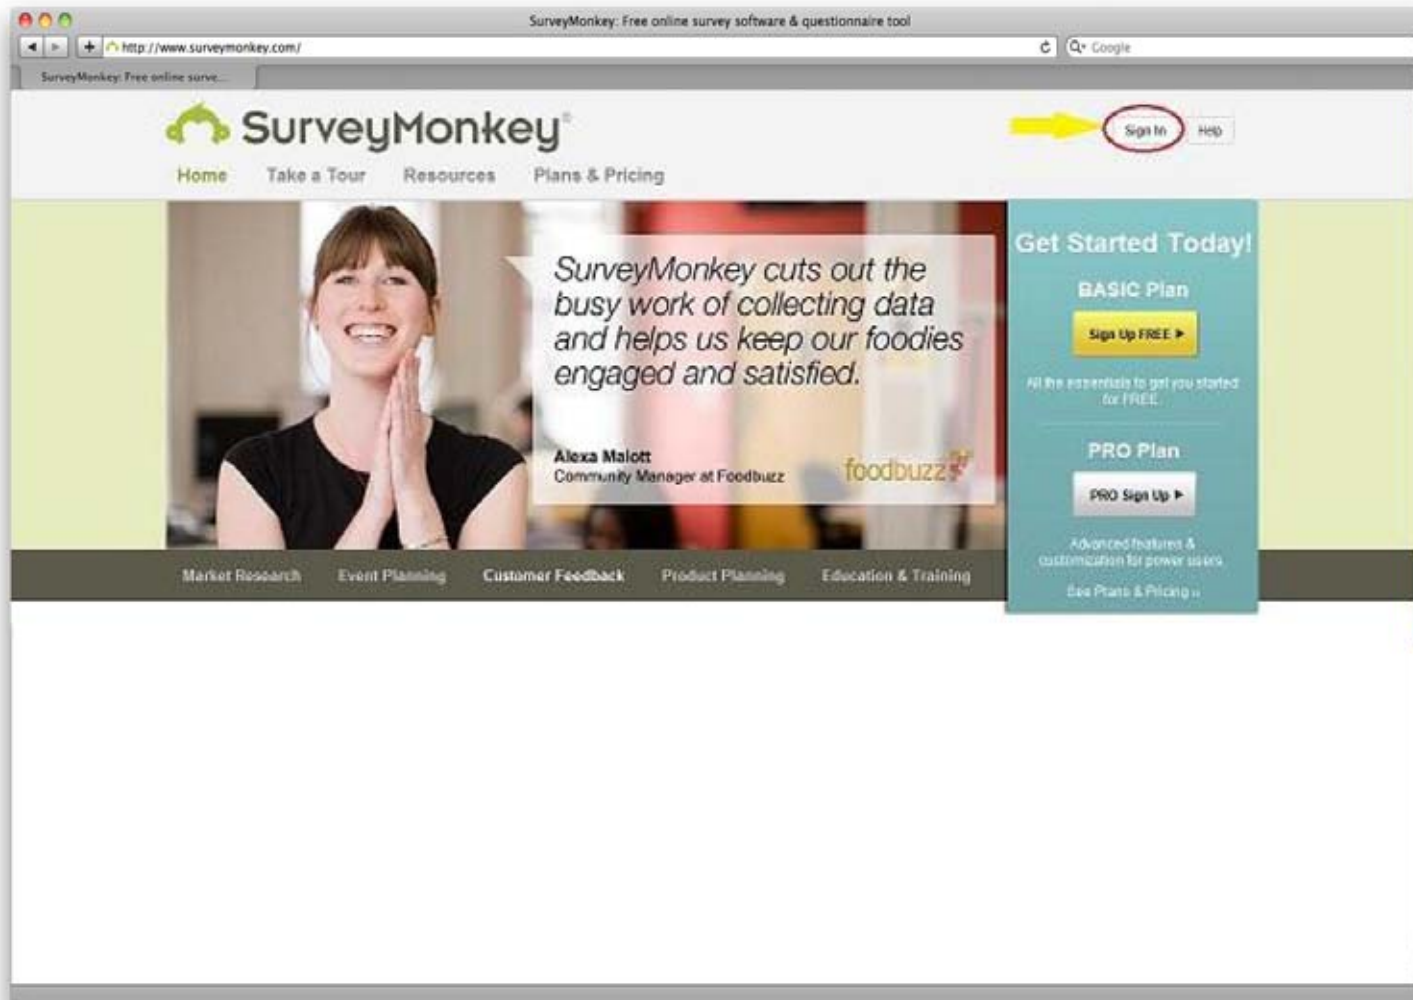 SurveyMonkey: Free online survey software & questionnaire tool
http://www.surveymonkey.com/
Google
SurveyMonkey: Free online surve...
SurveyMonkey®
Sign In
Help
Home
Take a Tour
Resources
Plans & Pricing
SurveyMonkey cuts out the
busy work of collecting data
and helps us keep our foodies
engaged and satisfied.
Alexa Malott
Community Manager at Foodbuzz
foodbuzz
Get Started Today!
BASIC Plan
Sign Up FREE
All the essentials to get you started
for FREE.
PRO Plan
PRO Sign Up
Advanced features &
customization for power users.
See Plans & Pricing »
Market Research
Event Planning
Customer Feedback
Product Planning
Education & Training